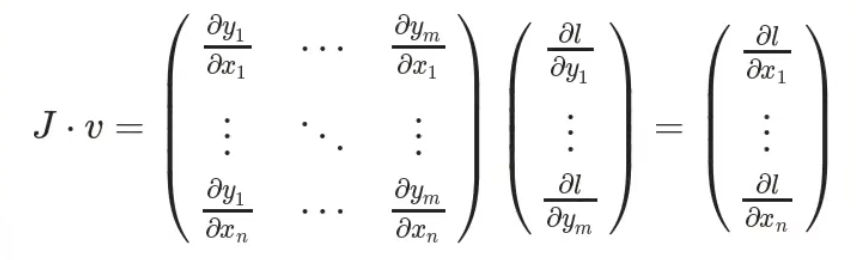 $J \cdot v = \begin{pmatrix} \frac{\partial y_1}{\partial x_1} & \cdots & \frac{\partial y_m}{\partial x_1} \\ \vdots & \ddots & \vdots \\ \frac{\partial y_1}{\partial x_n} & \cdots & \frac{\partial y_m}{\partial x_n} \end{pmatrix} \begin{pmatrix} \frac{\partial l}{\partial y_1} \\ \vdots \\ \frac{\partial l}{\partial y_m} \end{pmatrix} = \begin{pmatrix} \frac{\partial l}{\partial x_1} \\ \vdots \\ \frac{\partial l}{\partial x_n} \end{pmatrix}$